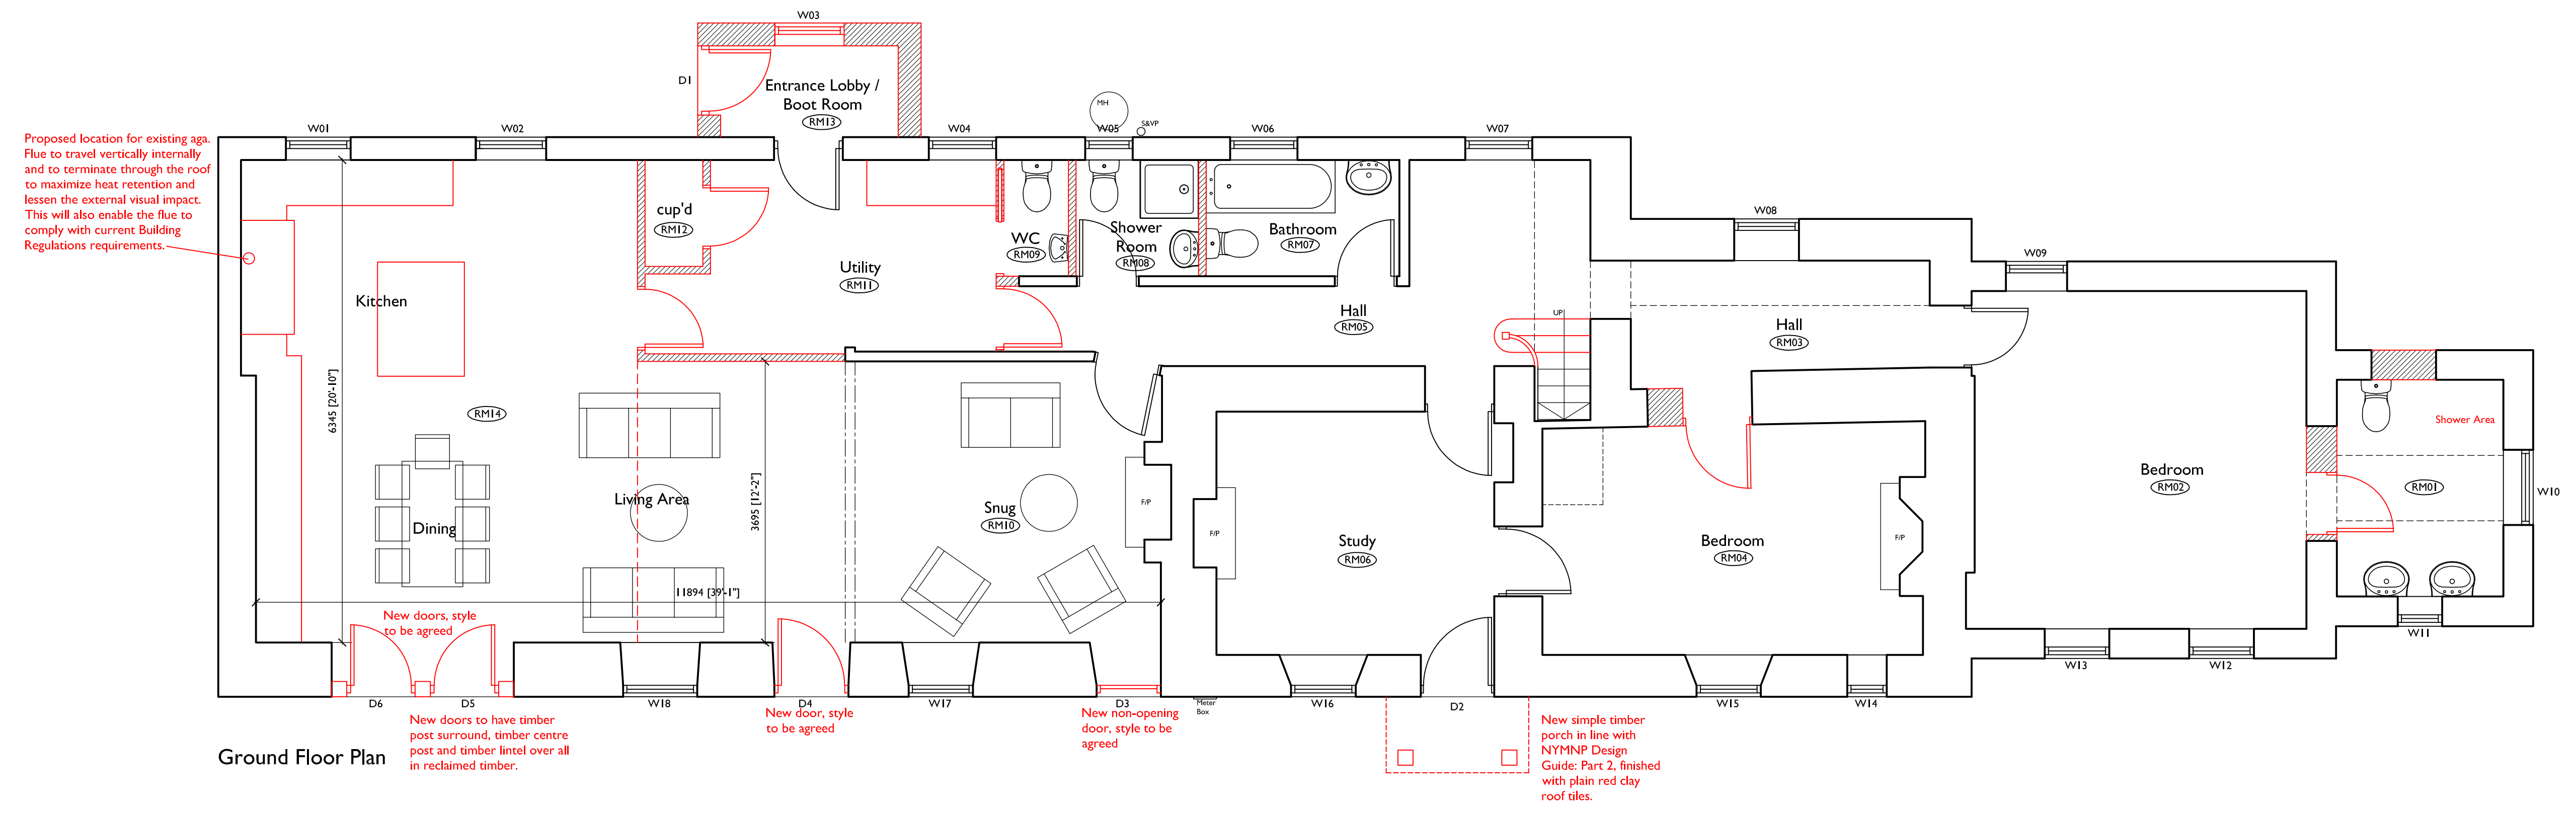 W03
D1
Entrance Lobby /
Boot Room
RM13
MH
S&VP
W01
W02
W04
W05
W06
W07
Proposed location for existing aga.
Flue to travel vertically internally
and to terminate through the roof
to maximize heat retention and
lessen the external visual impact.
This will also enable the flue to
comply with current Building
Regulations requirements.
cup'd
RM12
WC
RM09
Shower
Room
RM08
Bathroom
RM07
W08
W09
Utility
RM11
Kitchen
Hall
RM05
UP
Hall
RM03
6345 [20'-10"]
RM14
Shower Area
Bedroom
RM02
RM01
W10
Living Area
3695 [12'-2"]
Snug
RM10
F/P
F/P
Dining
Study
RM06
Bedroom
RM04
F/P
11894 [39'-1"]
New doors, style
to be agreed
W11
W13
W12
D6
D5
W18
D4
W17
D3
Meter
Box
W16
D2
W15
W14
New doors to have timber
post surround, timber centre
post and timber lintel over all
in reclaimed timber.
New door, style
to be agreed
New non-opening
door, style to be
agreed
New simple timber
porch in line with
NYMNP Design
Guide: Part 2, finished
with plain red clay
roof tiles.
Ground Floor Plan